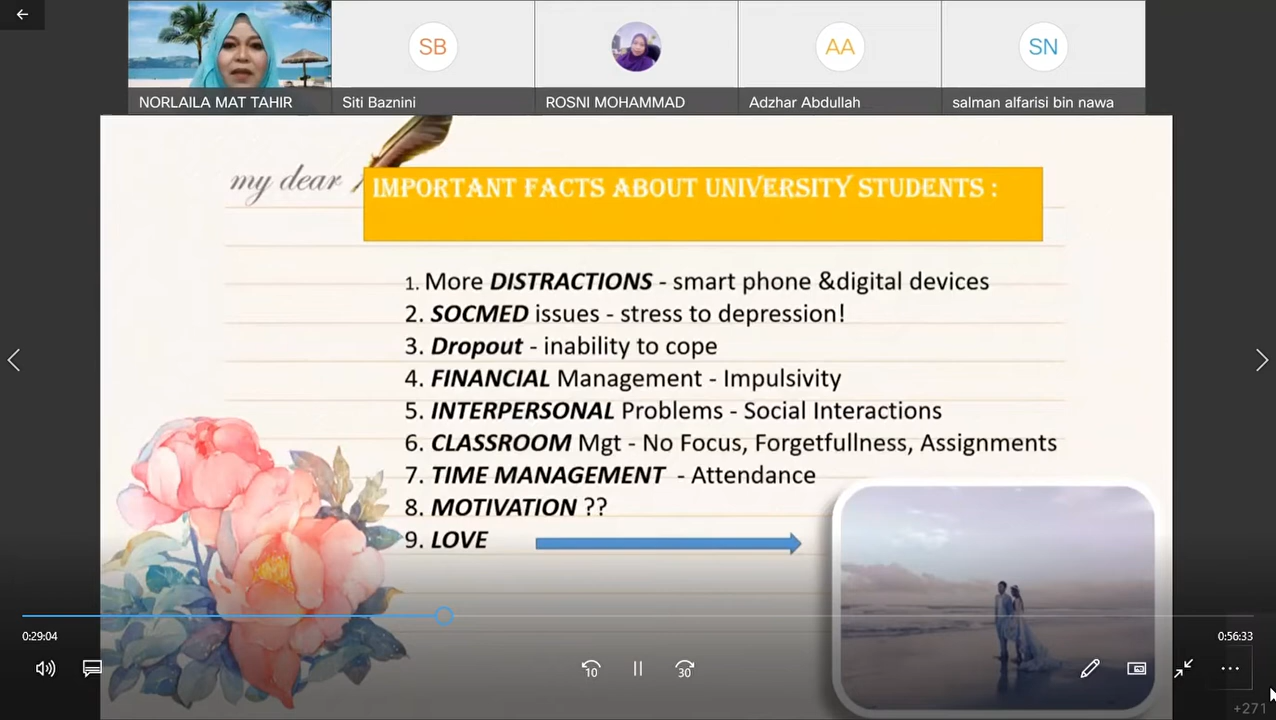 SB
AA
SN
NORLAILA MAT TAHIR
Siti Baznini
ROSNI MOHAMMAD
Adzhar Abdullah
salman alfarisi bin nawa
my dear
IMPORTANT FACTS ABOUT UNIVERSITY STUDENTS :
1. More DISTRACTIONS - smart phone &digital devices
2. SOCMED issues - stress to depression!
3. Dropout - inability to cope
4. FINANCIAL Management - Impulsivity
5. INTERPERSONAL Problems - Social Interactions
6. CLASSROOM Mgt - No Focus, Forgetfullness, Assignments
7. TIME MANAGEMENT - Attendance
8. MOTIVATION ??
9. LOVE
0:29:04
0:56:33
10
30
+271